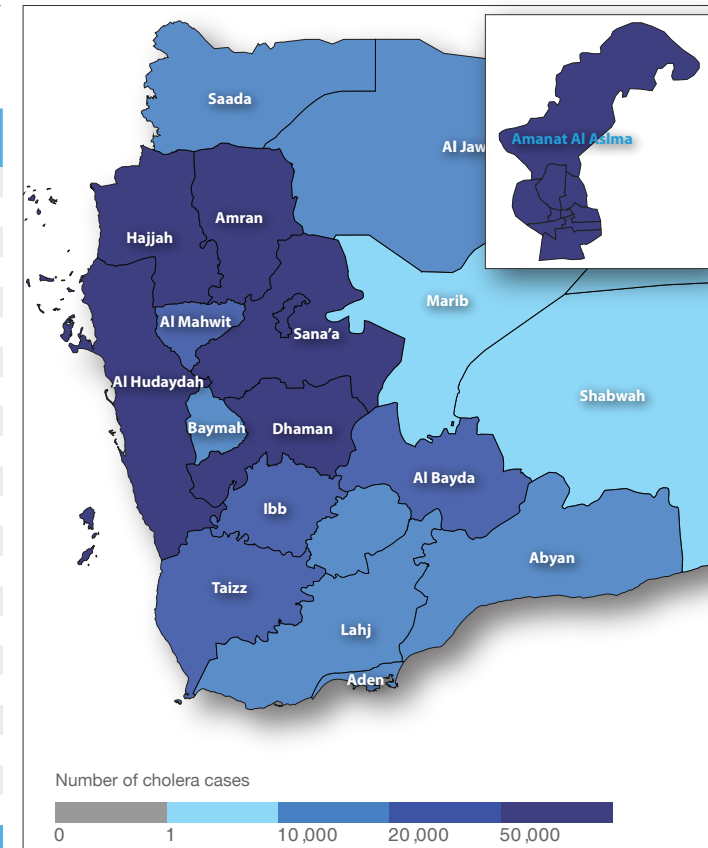 Saada
Al Jaw
Amanat Al Asima
Amran
Hajjah
Marib
Al Mahwit
Sana’a
Al Hudaydah
Shabwah
Baymah
Dhaman
Al Bayda
Ibb
Abyan
Taizz
Lahj
Aden
Number of cholera cases
0 1 10,000 20,000 50,000